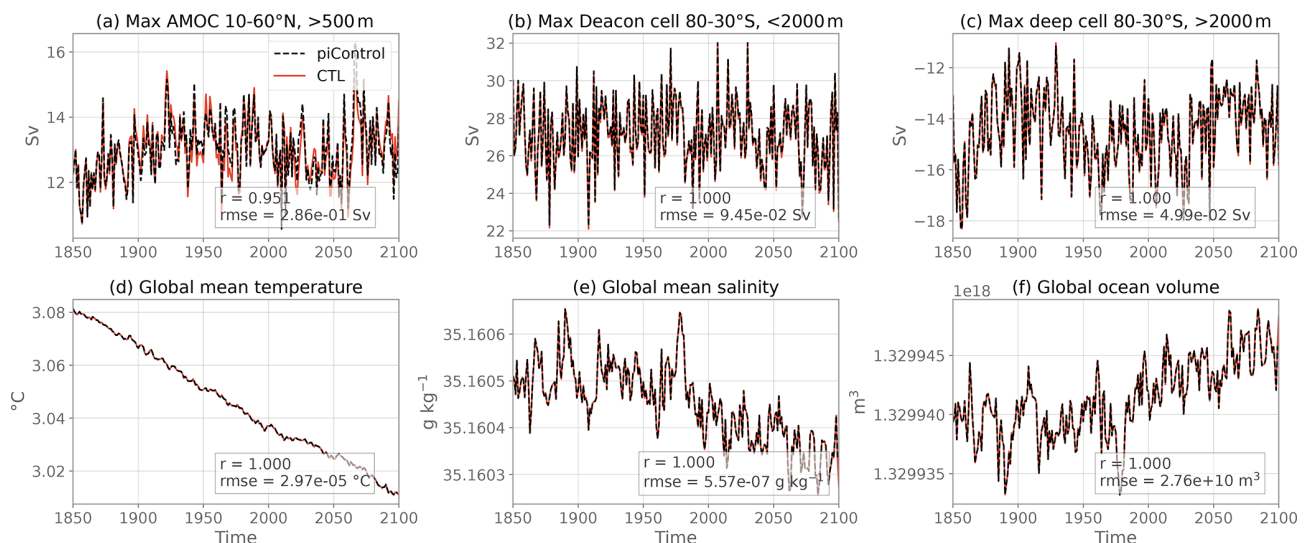 (a) Max AMOC 10-60°N, >500 m
16
14
12
Sv
piControl
CTL
r = 0.951
rmse = 2.86e-01 Sv
1850 1900 1950 2000 2050 2100
(b) Max Deacon cell 80-30°S, <2000 m
32
30
28
26
24
22
Sv
r = 1.000
rmse = 9.45e-02 Sv
1850 1900 1950 2000 2050 2100
(c) Max deep cell 80-30°S, >2000 m
−12
−14
−16
−18
Sv
r = 1.000
rmse = 4.99e-02 Sv
1850 1900 1950 2000 2050 2100
(d) Global mean temperature
3.08
3.06
3.04
3.02
°C
r = 1.000
rmse = 2.97e-05 °C
1850 1900 1950 2000 2050 2100
Time
(e) Global mean salinity
35.1606
35.1605
35.1604
35.1603
g kg⁻¹
r = 1.000
rmse = 5.57e-07 g kg⁻¹
1850 1900 1950 2000 2050 2100
Time
(f) Global ocean volume
1e18
1.329945
1.329940
1.329935
m³
r = 1.000
rmse = 2.76e+10 m³
1850 1900 1950 2000 2050 2100
Time